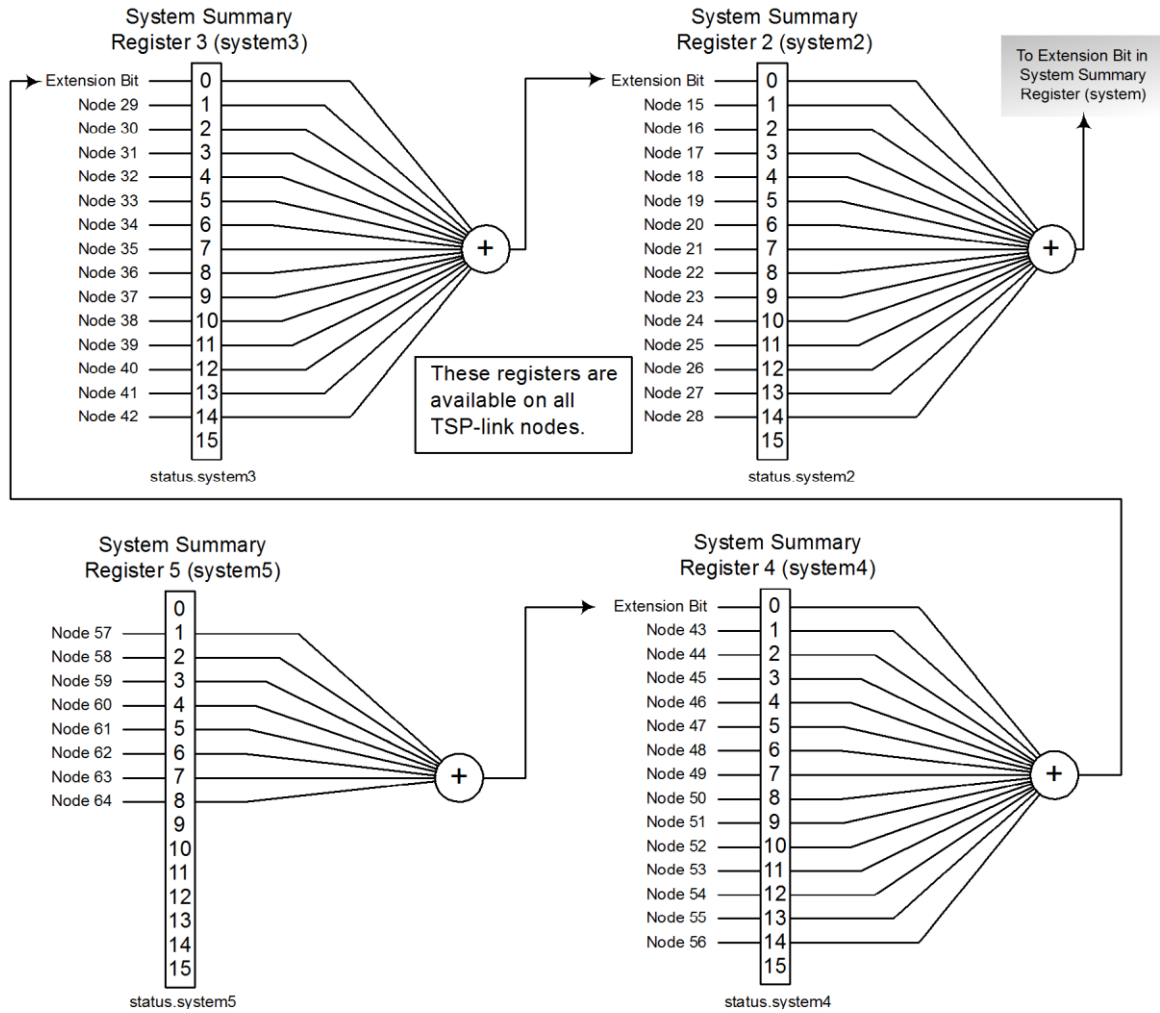 System Summary
Register 3 (system3)
Extension Bit 0
Node 29 1
Node 30 2
Node 31 3
Node 32 4
Node 33 5
Node 34 6
Node 35 7
Node 36 8
Node 37 9
Node 38 10
Node 39 11
Node 40 12
Node 41 13
Node 42 14
15
status.system3
+
System Summary
Register 2 (system2)
Extension Bit 0
Node 15 1
Node 16 2
Node 17 3
Node 18 4
Node 19 5
Node 20 6
Node 21 7
Node 22 8
Node 23 9
Node 24 10
Node 25 11
Node 26 12
Node 27 13
Node 28 14
15
status.system2
+
To Extension Bit in
System Summary
Register (system)
These registers are
available on all
TSP-link nodes.
System Summary
Register 5 (system5)
0
Node 57 1
Node 58 2
Node 59 3
Node 60 4
Node 61 5
Node 62 6
Node 63 7
Node 64 8
9
10
11
12
13
14
15
status.system5
+
System Summary
Register 4 (system4)
Extension Bit 0
Node 43 1
Node 44 2
Node 45 3
Node 46 4
Node 47 5
Node 48 6
Node 49 7
Node 50 8
Node 51 9
Node 52 10
Node 53 11
Node 54 12
Node 55 13
Node 56 14
15
status.system4
+